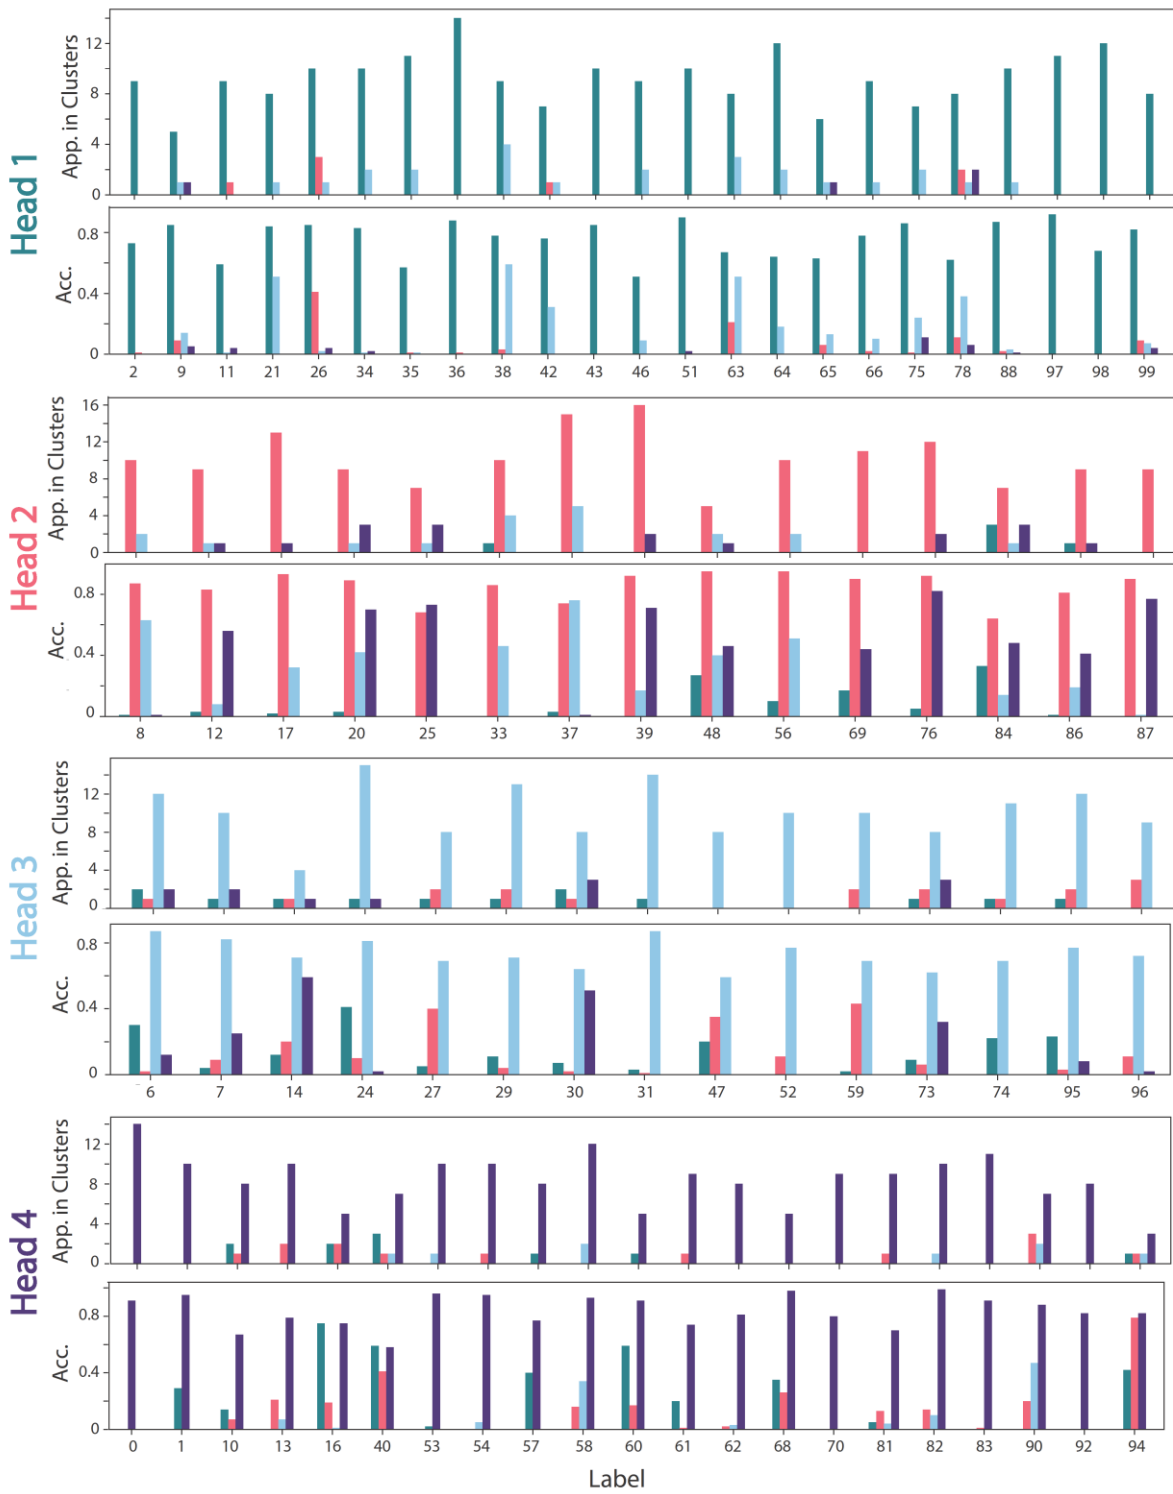 Head 1
App. in Clusters
12
8
4
0
Acc.
0.8
0.4
0
2 9 11 21 26 34 35 36 38 42 43 46 51 63 64 65 66 75 78 88 97 98 99
Head 2
App. in Clusters
16
12
8
4
0
Acc.
0.8
0.4
0
8 12 17 20 25 33 37 39 48 56 69 76 84 86 87
Head 3
App. in Clusters
12
8
4
0
Acc.
0.8
0.4
0
6 7 14 24 27 29 30 31 47 52 59 73 74 95 96
Head 4
App. in Clusters
12
8
4
0
Acc.
0.8
0.4
0
0 1 10 13 16 40 53 54 57 58 60 61 62 68 70 81 82 83 90 92 94
Label